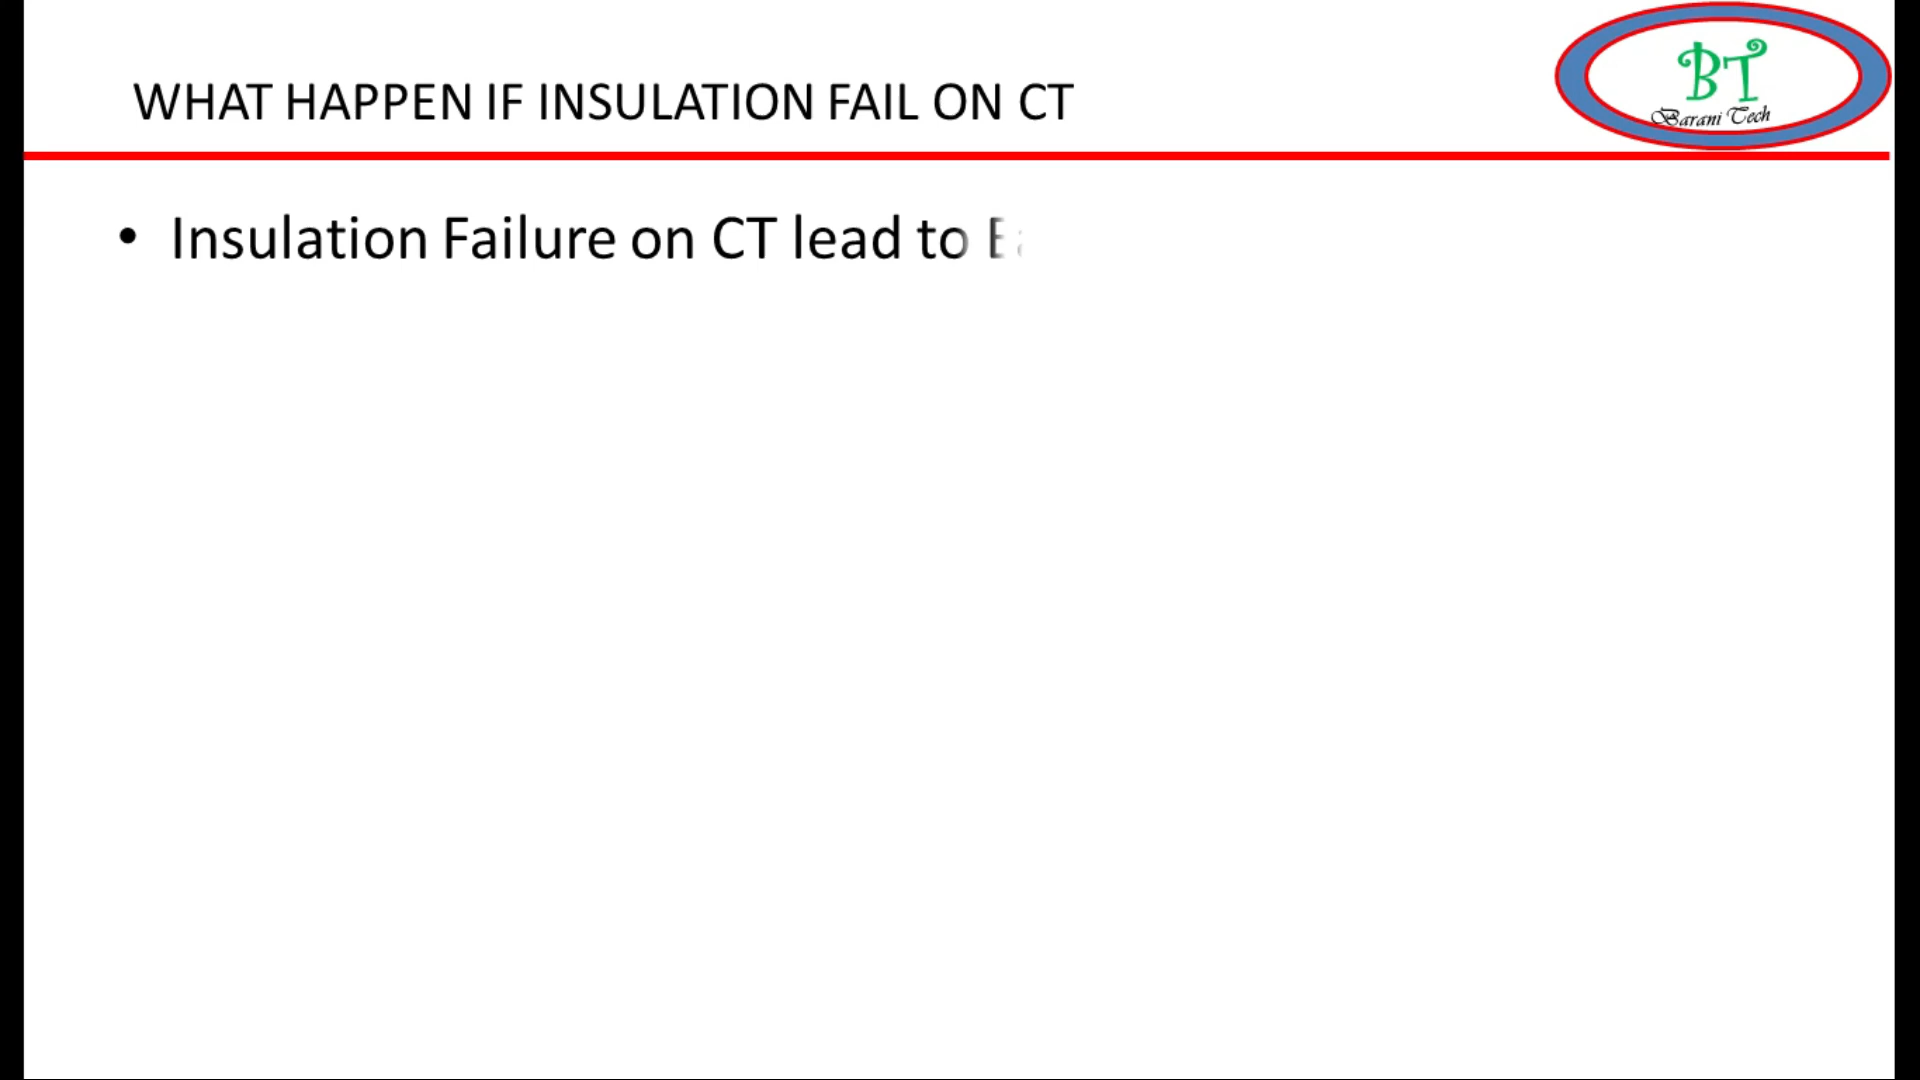 WHAT HAPPEN IF INSULATION FAIL ON CT
BT
Barani Tech
• Insulation Failure on CT lead to